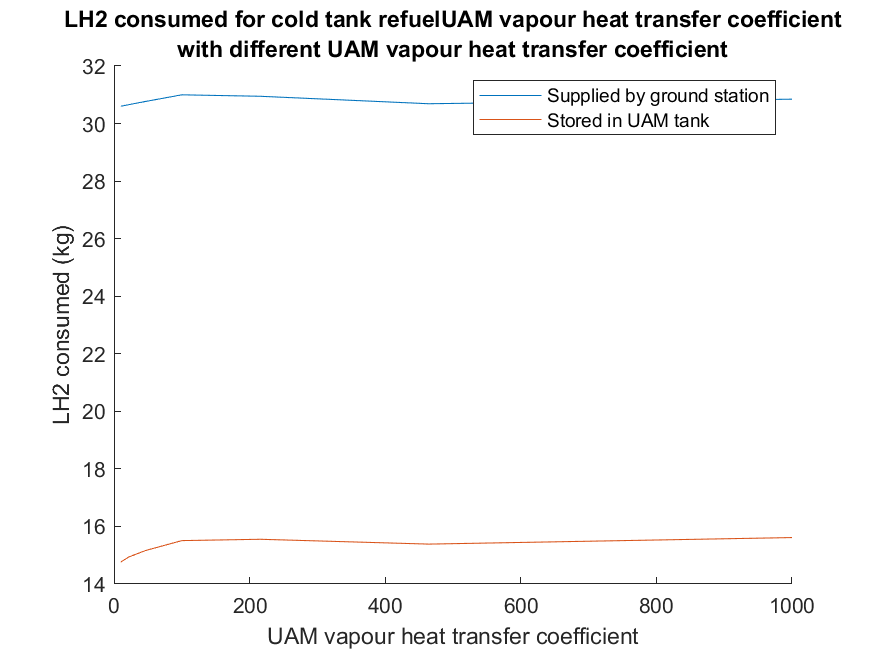 LH2 consumed for cold tank refuelUAM vapour heat transfer coefficient
with different UAM vapour heat transfer coefficient
32
30
28
26
24
22
20
18
16
14
LH2 consumed (kg)
Supplied by ground station
Stored in UAM tank
0
200
400
600
800
1000
UAM vapour heat transfer coefficient